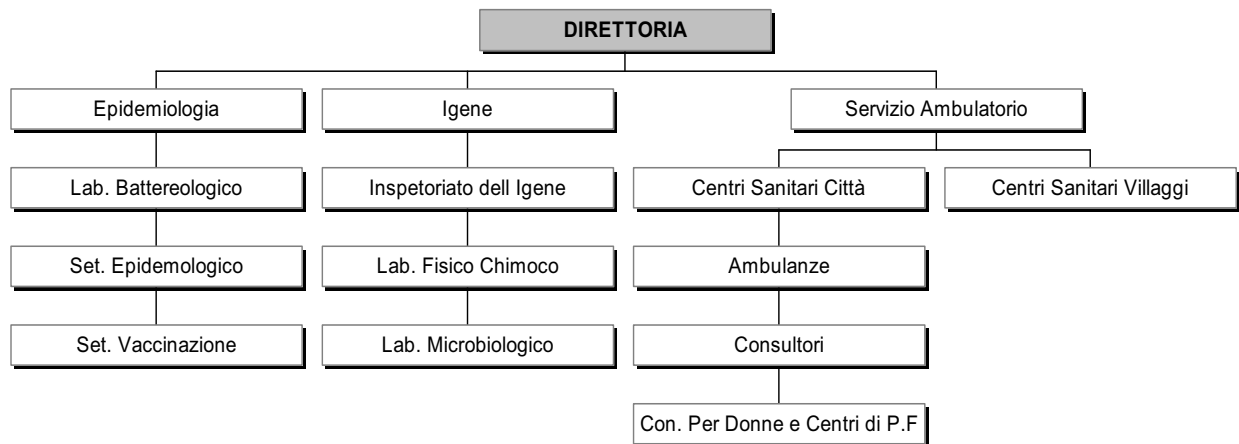 DIRETTORIA
Epidemiologia
Igene
Servizio Ambulatorio
Lab. Battereologico
Inspetoriato dell Igene
Centri Sanitari Città
Centri Sanitari Villaggi
Set. Epidemologico
Lab. Fisico Chimoco
Ambulanze
Set. Vaccinazione
Lab. Microbiologico
Consultori
Con. Per Donne e Centri di P.F